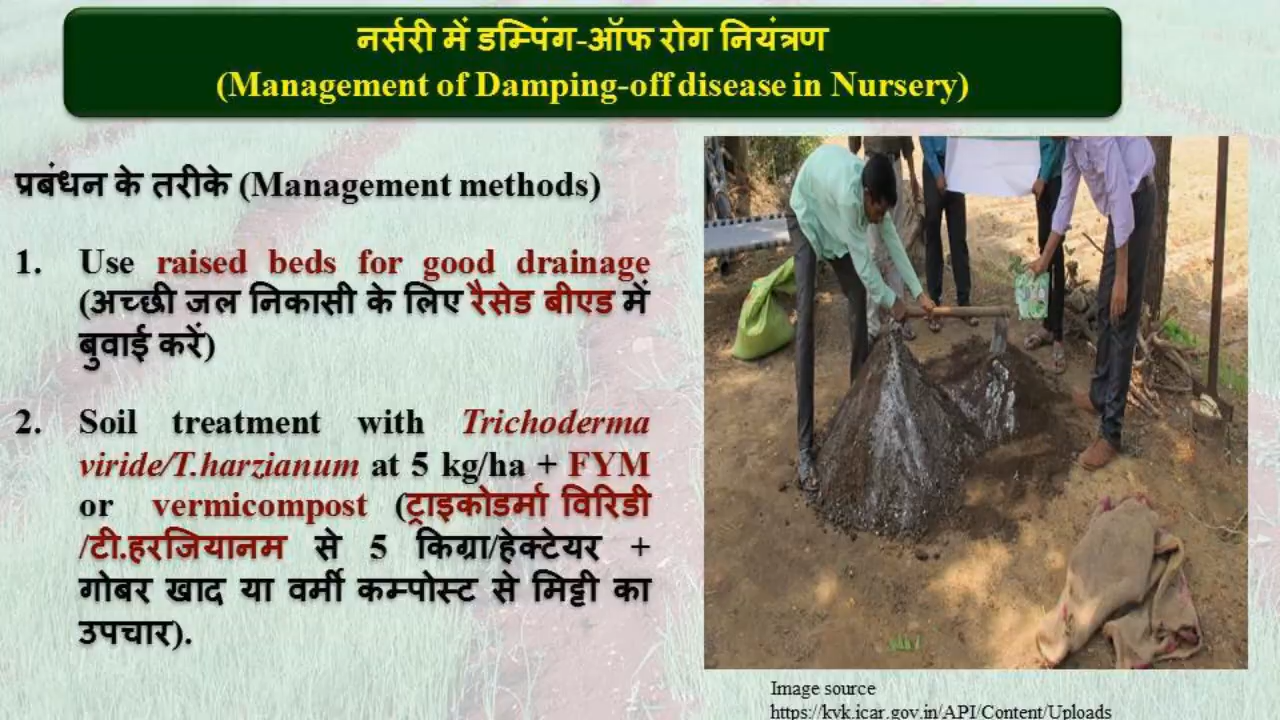 नर्सरी में डम्पिंग-ऑफ रोग नियंत्रण
(Management of Damping-off disease in Nursery)
प्रबंधन के तरीके (Management methods)
1. Use raised beds for good drainage
(अच्छी जल निकासी के लिए रैसेड बीएड में
बुवाई करें)
2. Soil treatment with Trichoderma
viride/T.harzianum at 5 kg/ha + FYM
or vermicompost (ट्राइकोडर्मा विरिडी
/टी.हरजियानम से 5 किग्रा/हेक्टेयर +
गोबर खाद या वर्मी कम्पोस्ट से मिट्टी का
उपचार).
Image source
https://kvk.icar.gov.in/API/Content/Uploads